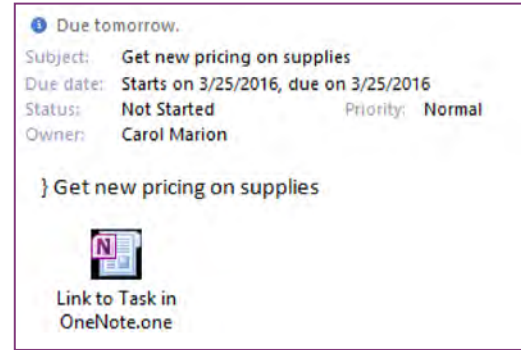 Due tomorrow.
Subject: Get new pricing on supplies
Due date: Starts on 3/25/2016, due on 3/25/2016
Status: Not Started Priority: Normal
Owner: Carol Marion
} Get new pricing on supplies
N
Link to Task in
OneNote.one